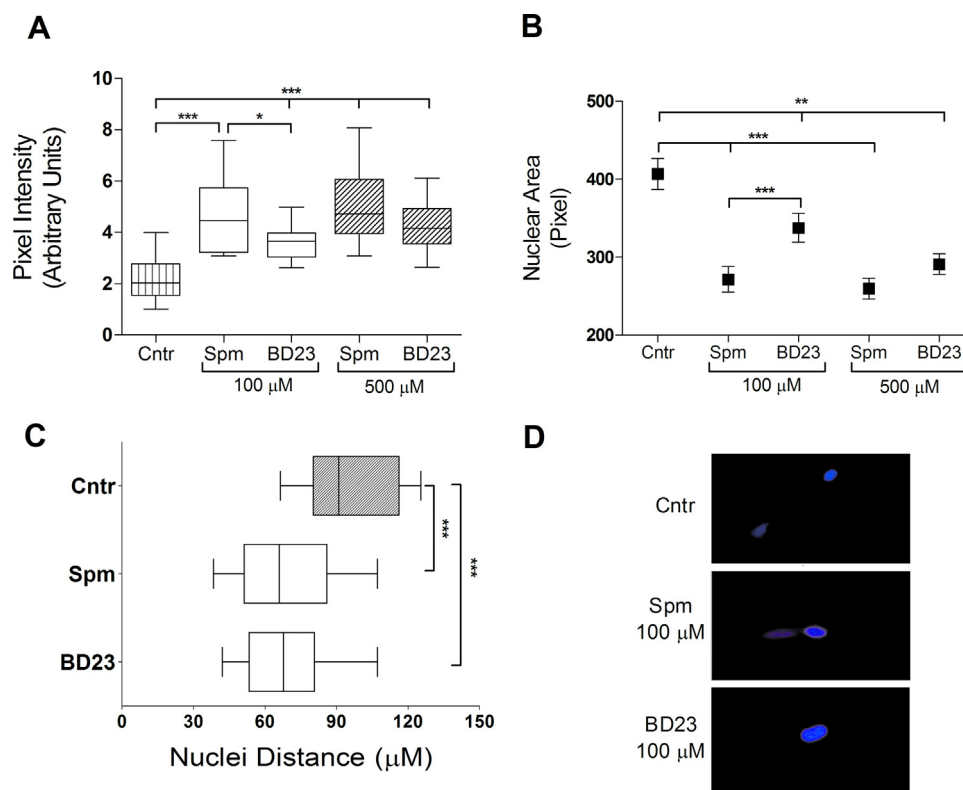 A
Pixel Intensity
(Arbitrary Units)
10
8
6
4
2
0
***
***
*
Cntr Spm BD23 Spm BD23
100 μM 500 μM
B
Nuclear Area
(Pixel)
500
400
300
200
**
***
***
Cntr Spm BD23 Spm BD23
100 μM 500 μM
C
Cntr
Spm
BD23
***
***
0 30 60 90 120 150
Nuclei Distance (μM)
D
Cntr
Spm
100 μM
BD23
100 μM